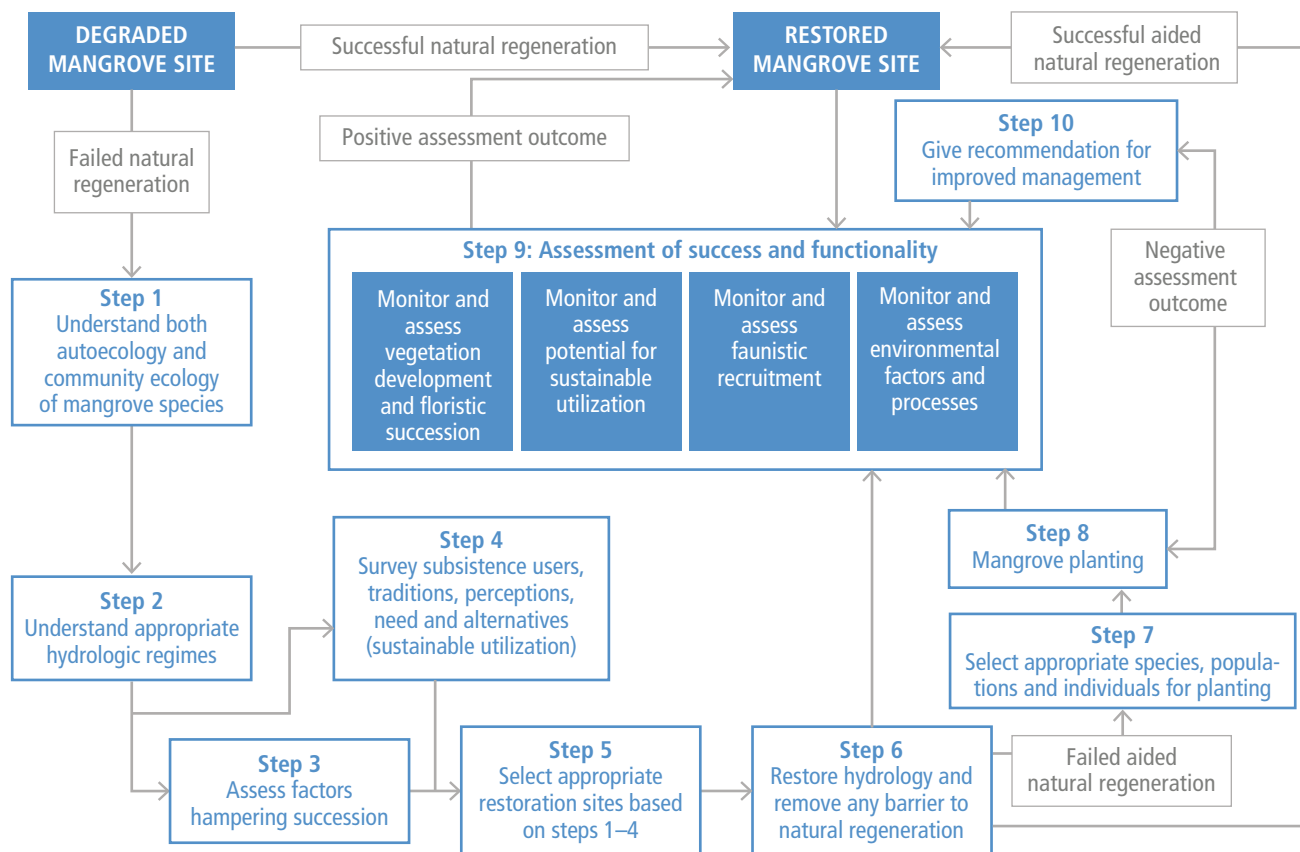 DEGRADED
MANGROVE SITE
Successful natural regeneration
RESTORED
MANGROVE SITE
Successful aided
natural regeneration
Failed natural
regeneration
Positive assessment outcome
Step 10
Give recommendation for
improved management
Negative
assessment
outcome
Step 9: Assessment of success and functionality
Monitor and
assess
vegetation
development
and floristic
succession
Monitor and
assess
potential for
sustainable
utilization
Monitor and
assess
faunistic
recruitment
Monitor and
assess
environmental
factors and
processes
Step 1
Understand both
autoecology and
community ecology
of mangrove species
Step 2
Understand appropriate
hydrologic regimes
Step 4
Survey subsistence users,
traditions, perceptions,
need and alternatives
(sustainable utilization)
Step 8
Mangrove planting
Step 7
Select appropriate species, popula-
tions and individuals for planting
Step 3
Assess factors
hampering succession
Step 5
Select appropriate
restoration sites based
on steps 1–4
Step 6
Restore hydrology and
remove any barrier to
natural regeneration
Failed aided
natural regeneration